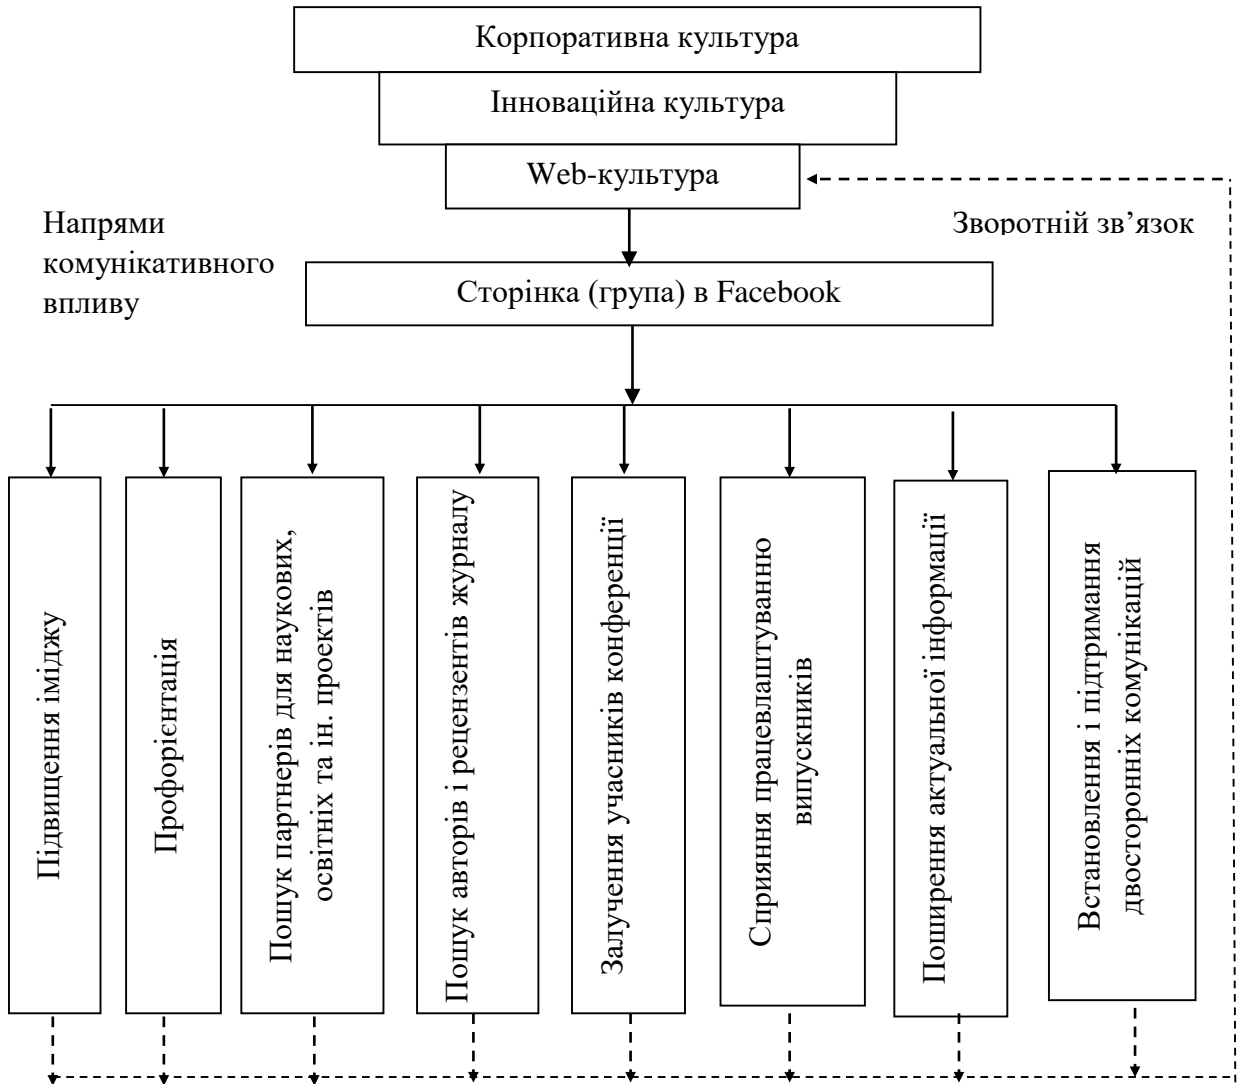 Корпоративна культура
Інноваційна культура
Web-культура
Напрями
комунікативного
впливу
Зворотній зв’язок
Сторінка (група) в Facebook
Підвищення іміджу
Профорієнтація
Пошук партнерів для наукових,
освітніх та ін. проектів
Пошук авторів і рецензентів журналу
Залучення учасників конференції
Сприяння працевлаштуванню
випускників
Поширення актуальної інформації
Встановлення і підтримання
двосторонніх комунікацій